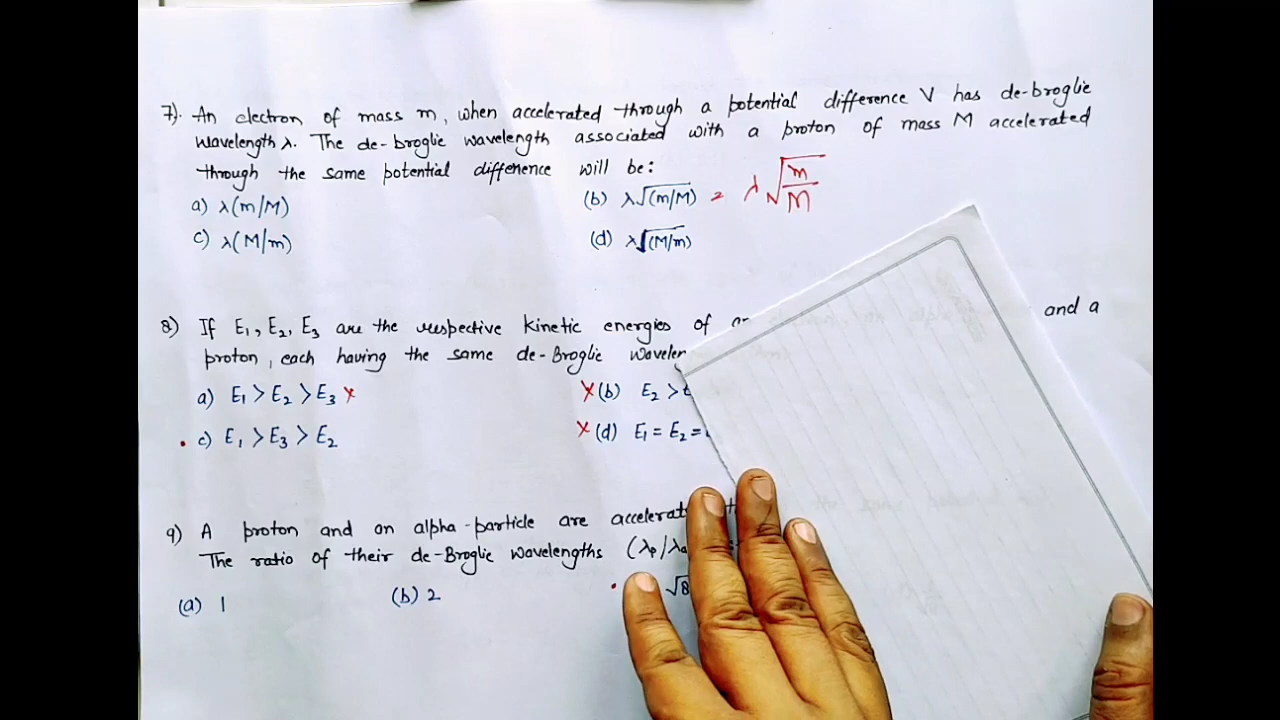 7). An electron of mass m, when accelerated through a potential difference V has de-broglie
wavelength λ. The de-broglie wavelength associated with a proton of mass M accelerated
through the same potential difference will be:
a) λ(m/M) (b) λ√(m/M) = λ√m/M
c) λ(M/m) (d) λ√(M/m)
8) If E₁, E₂, E₃ are the respective kinetic energies of and a
proton, each having the same de-Broglie
a) E₁ > E₂ > E₃ x x (b) E₂ >
. c) E₁ > E₃ > E₂ x (d) E₁ = E₂ =
9) A proton and an alpha-particle are
The ratio of their de-Broglie wavelengths
(a) 1 (b) 2 . √8